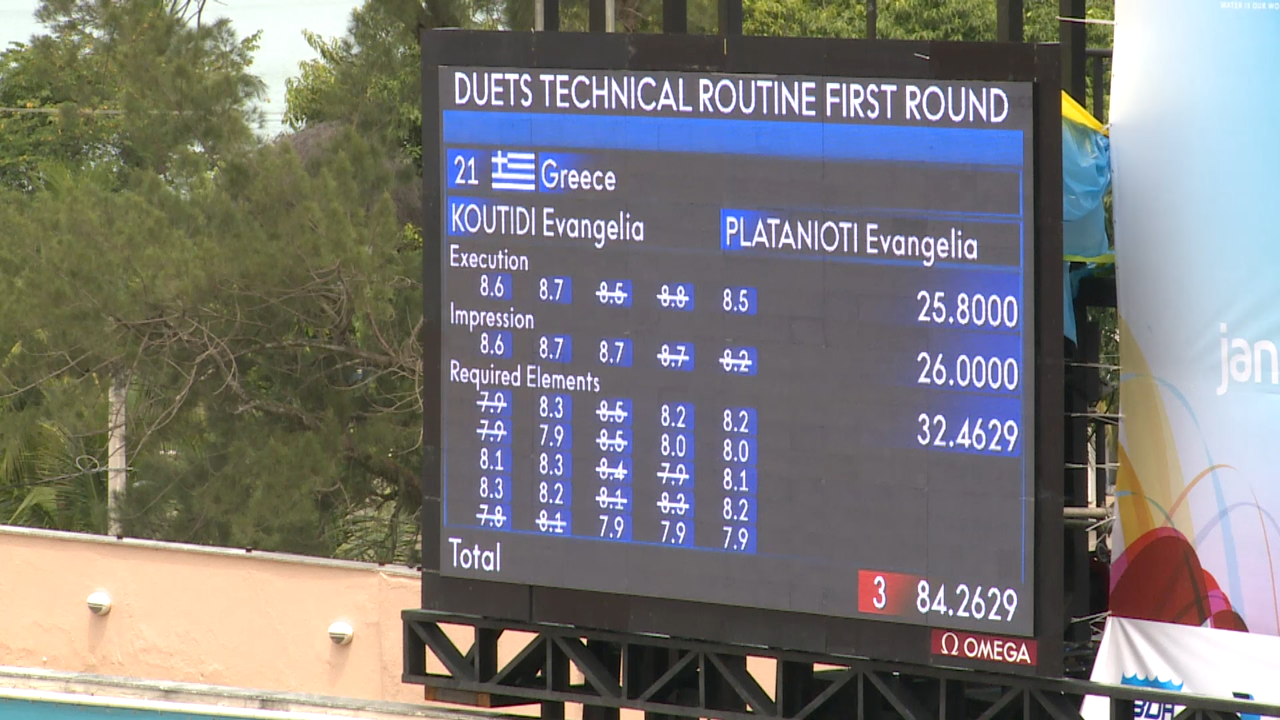 DUETS TECHNICAL ROUTINE FIRST ROUND
21 Greece
KOUTIDI Evangelia PLATANIOTI Evangelia
Execution
8.6 8.7 8.5 8.8 8.5 25.8000
Impression
8.6 8.7 8.7 8.7 8.2 26.0000
Required Elements
7.9 8.3 8.5 8.2 8.2 32.4629
7.9 7.9 8.5 8.0 8.0
8.1 8.3 8.4 7.9 8.1
8.3 8.2 8.1 8.3 8.2
7.8 8.1 7.9 7.9 7.9
Total
3 84.2629
Ω OMEGA
jan